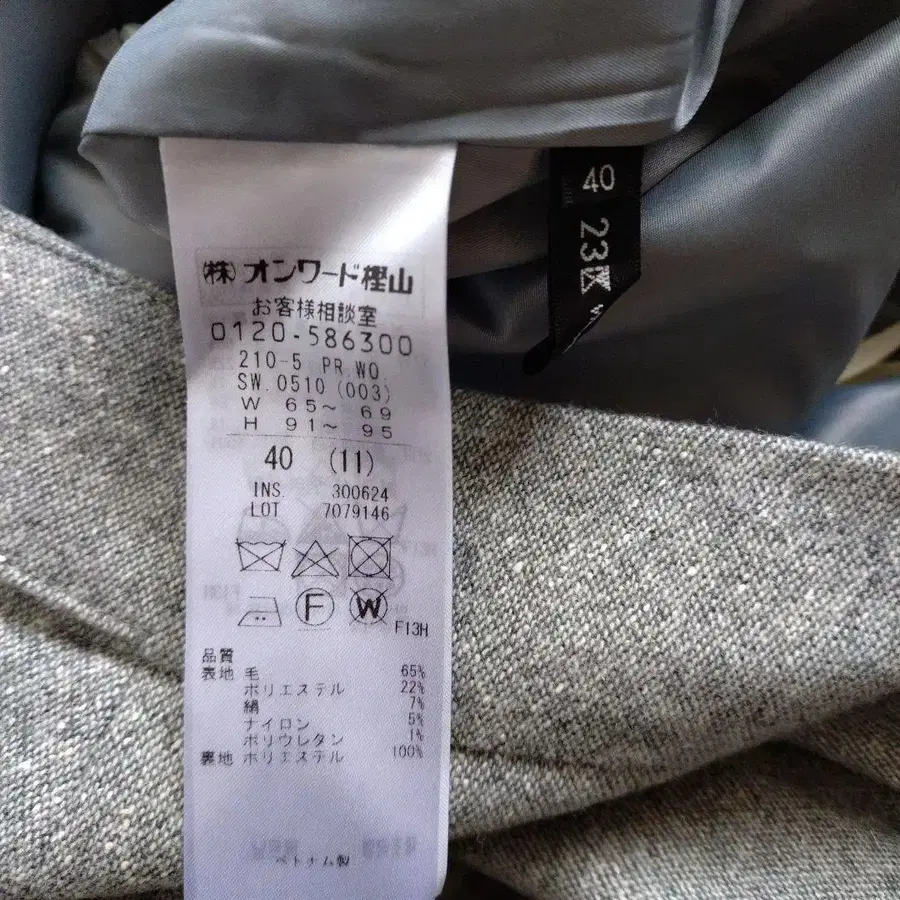 ㈱オンワード樫山
お客様相談室
0120-586300
210-5 PR.WO
SW.0510 (003)
W 65～ 69
H 91～ 95
40 (11)
INS. 300624
LOT 7079146
F
W
F13H
品質
表地 毛 65%
ポリエステル 22%
絹 7%
ナイロン 5%
ポリウレタン 1%
裏地 ポリエステル 100%
ベトナム製
40
23区